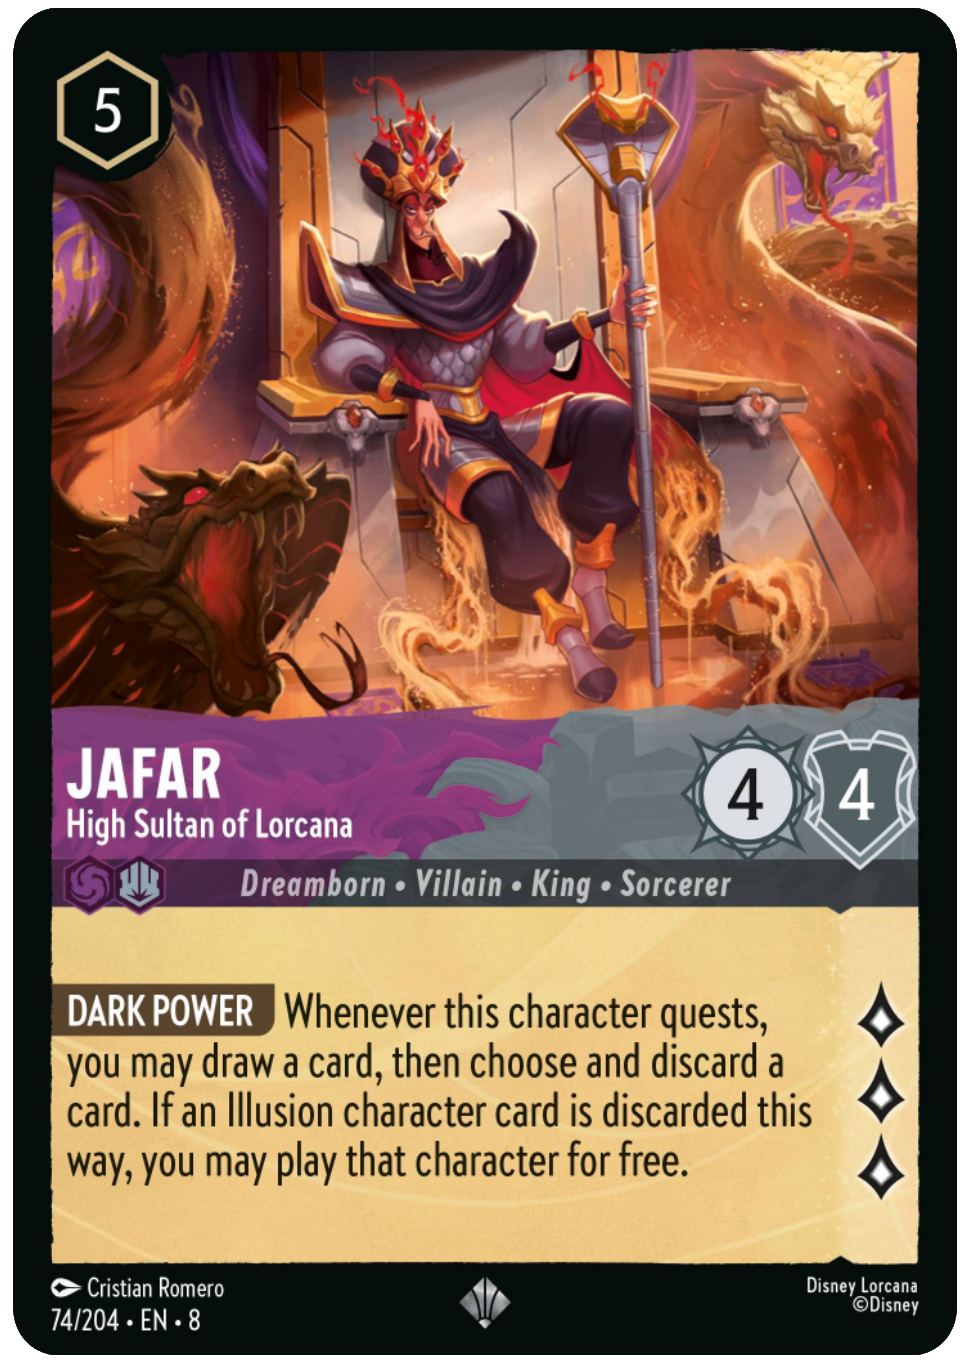 5
JAFAR
High Sultan of Lorcana
4
4
Dreamborn • Villain • King • Sorcerer
DARK POWER Whenever this character quests,
you may draw a card, then choose and discard a
card. If an Illusion character card is discarded this
way, you may play that character for free.
Cristian Romero
74/204 • EN • 8
Disney Lorcana
©Disney